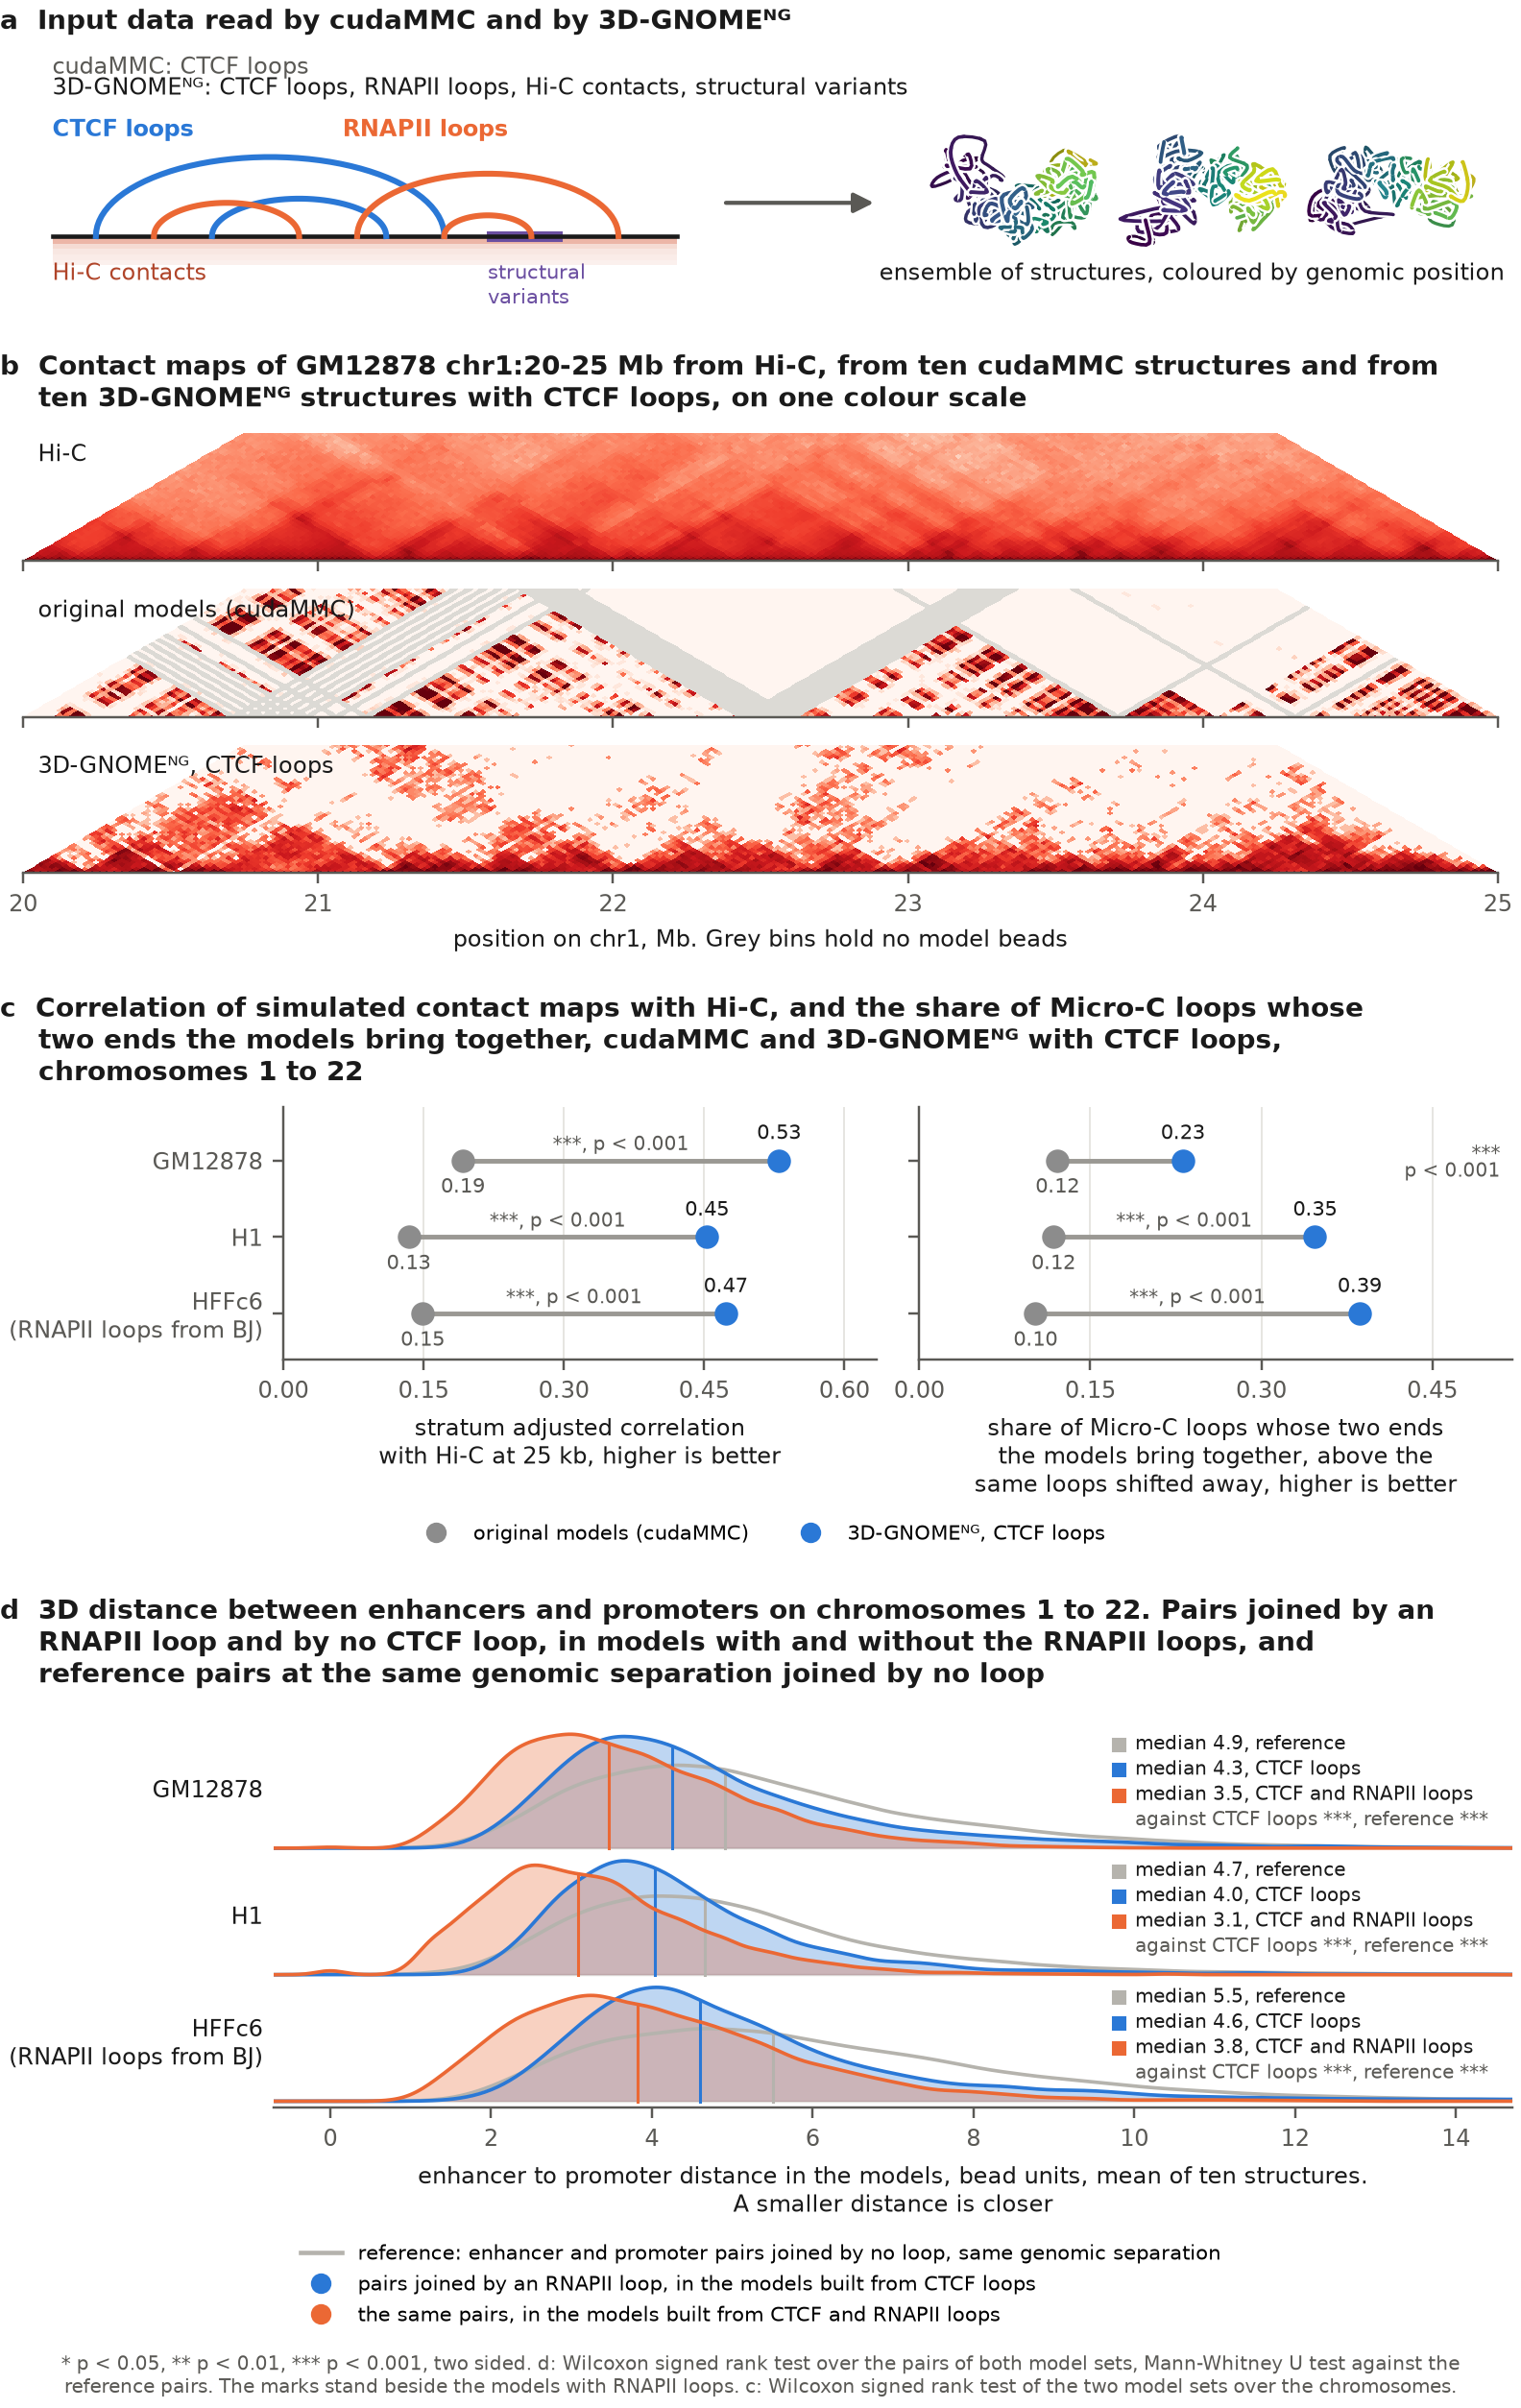 a Input data read by cudaMMC and by 3D-GNOMEᴺᴳ
cudaMMC: CTCF loops
3D-GNOMEᴺᴳ: CTCF loops, RNAPII loops, Hi-C contacts, structural variants
CTCF loops
RNAPII loops
Hi-C contacts
structural
variants
ensemble of structures, coloured by genomic position
b Contact maps of GM12878 chr1:20-25 Mb from Hi-C, from ten cudaMMC structures and from
ten 3D-GNOMEᴺᴳ structures with CTCF loops, on one colour scale
Hi-C
original models (cudaMMC)
3D-GNOMEᴺᴳ, CTCF loops
20 21 22 23 24 25
position on chr1, Mb. Grey bins hold no model beads
c Correlation of simulated contact maps with Hi-C, and the share of Micro-C loops whose
two ends the models bring together, cudaMMC and 3D-GNOMEᴺᴳ with CTCF loops,
chromosomes 1 to 22
GM12878
H1
HFFc6
(RNAPII loops from BJ)
***, p < 0.001
0.53
0.19
***, p < 0.001
0.45
0.13
***, p < 0.001
0.47
0.15
0.00 0.15 0.30 0.45 0.60
stratum adjusted correlation
with Hi-C at 25 kb, higher is better
0.23
0.12
***
p < 0.001
***, p < 0.001
0.35
0.12
***, p < 0.001
0.39
0.10
0.00 0.15 0.30 0.45
share of Micro-C loops whose two ends
the models bring together, above the
same loops shifted away, higher is better
original models (cudaMMC)
3D-GNOMEᴺᴳ, CTCF loops
d 3D distance between enhancers and promoters on chromosomes 1 to 22. Pairs joined by an
RNAPII loop and by no CTCF loop, in models with and without the RNAPII loops, and
reference pairs at the same genomic separation joined by no loop
GM12878
median 4.9, reference
median 4.3, CTCF loops
median 3.5, CTCF and RNAPII loops
against CTCF loops ***, reference ***
H1
median 4.7, reference
median 4.0, CTCF loops
median 3.1, CTCF and RNAPII loops
against CTCF loops ***, reference ***
HFFc6
(RNAPII loops from BJ)
median 5.5, reference
median 4.6, CTCF loops
median 3.8, CTCF and RNAPII loops
against CTCF loops ***, reference ***
0 2 4 6 8 10 12 14
enhancer to promoter distance in the models, bead units, mean of ten structures.
A smaller distance is closer
reference: enhancer and promoter pairs joined by no loop, same genomic separation
pairs joined by an RNAPII loop, in the models built from CTCF loops
the same pairs, in the models built from CTCF and RNAPII loops
* p < 0.05, ** p < 0.01, *** p < 0.001, two sided. d: Wilcoxon signed rank test over the pairs of both model sets, Mann-Whitney U test against the
reference pairs. The marks stand beside the models with RNAPII loops. c: Wilcoxon signed rank test of the two model sets over the chromosomes.